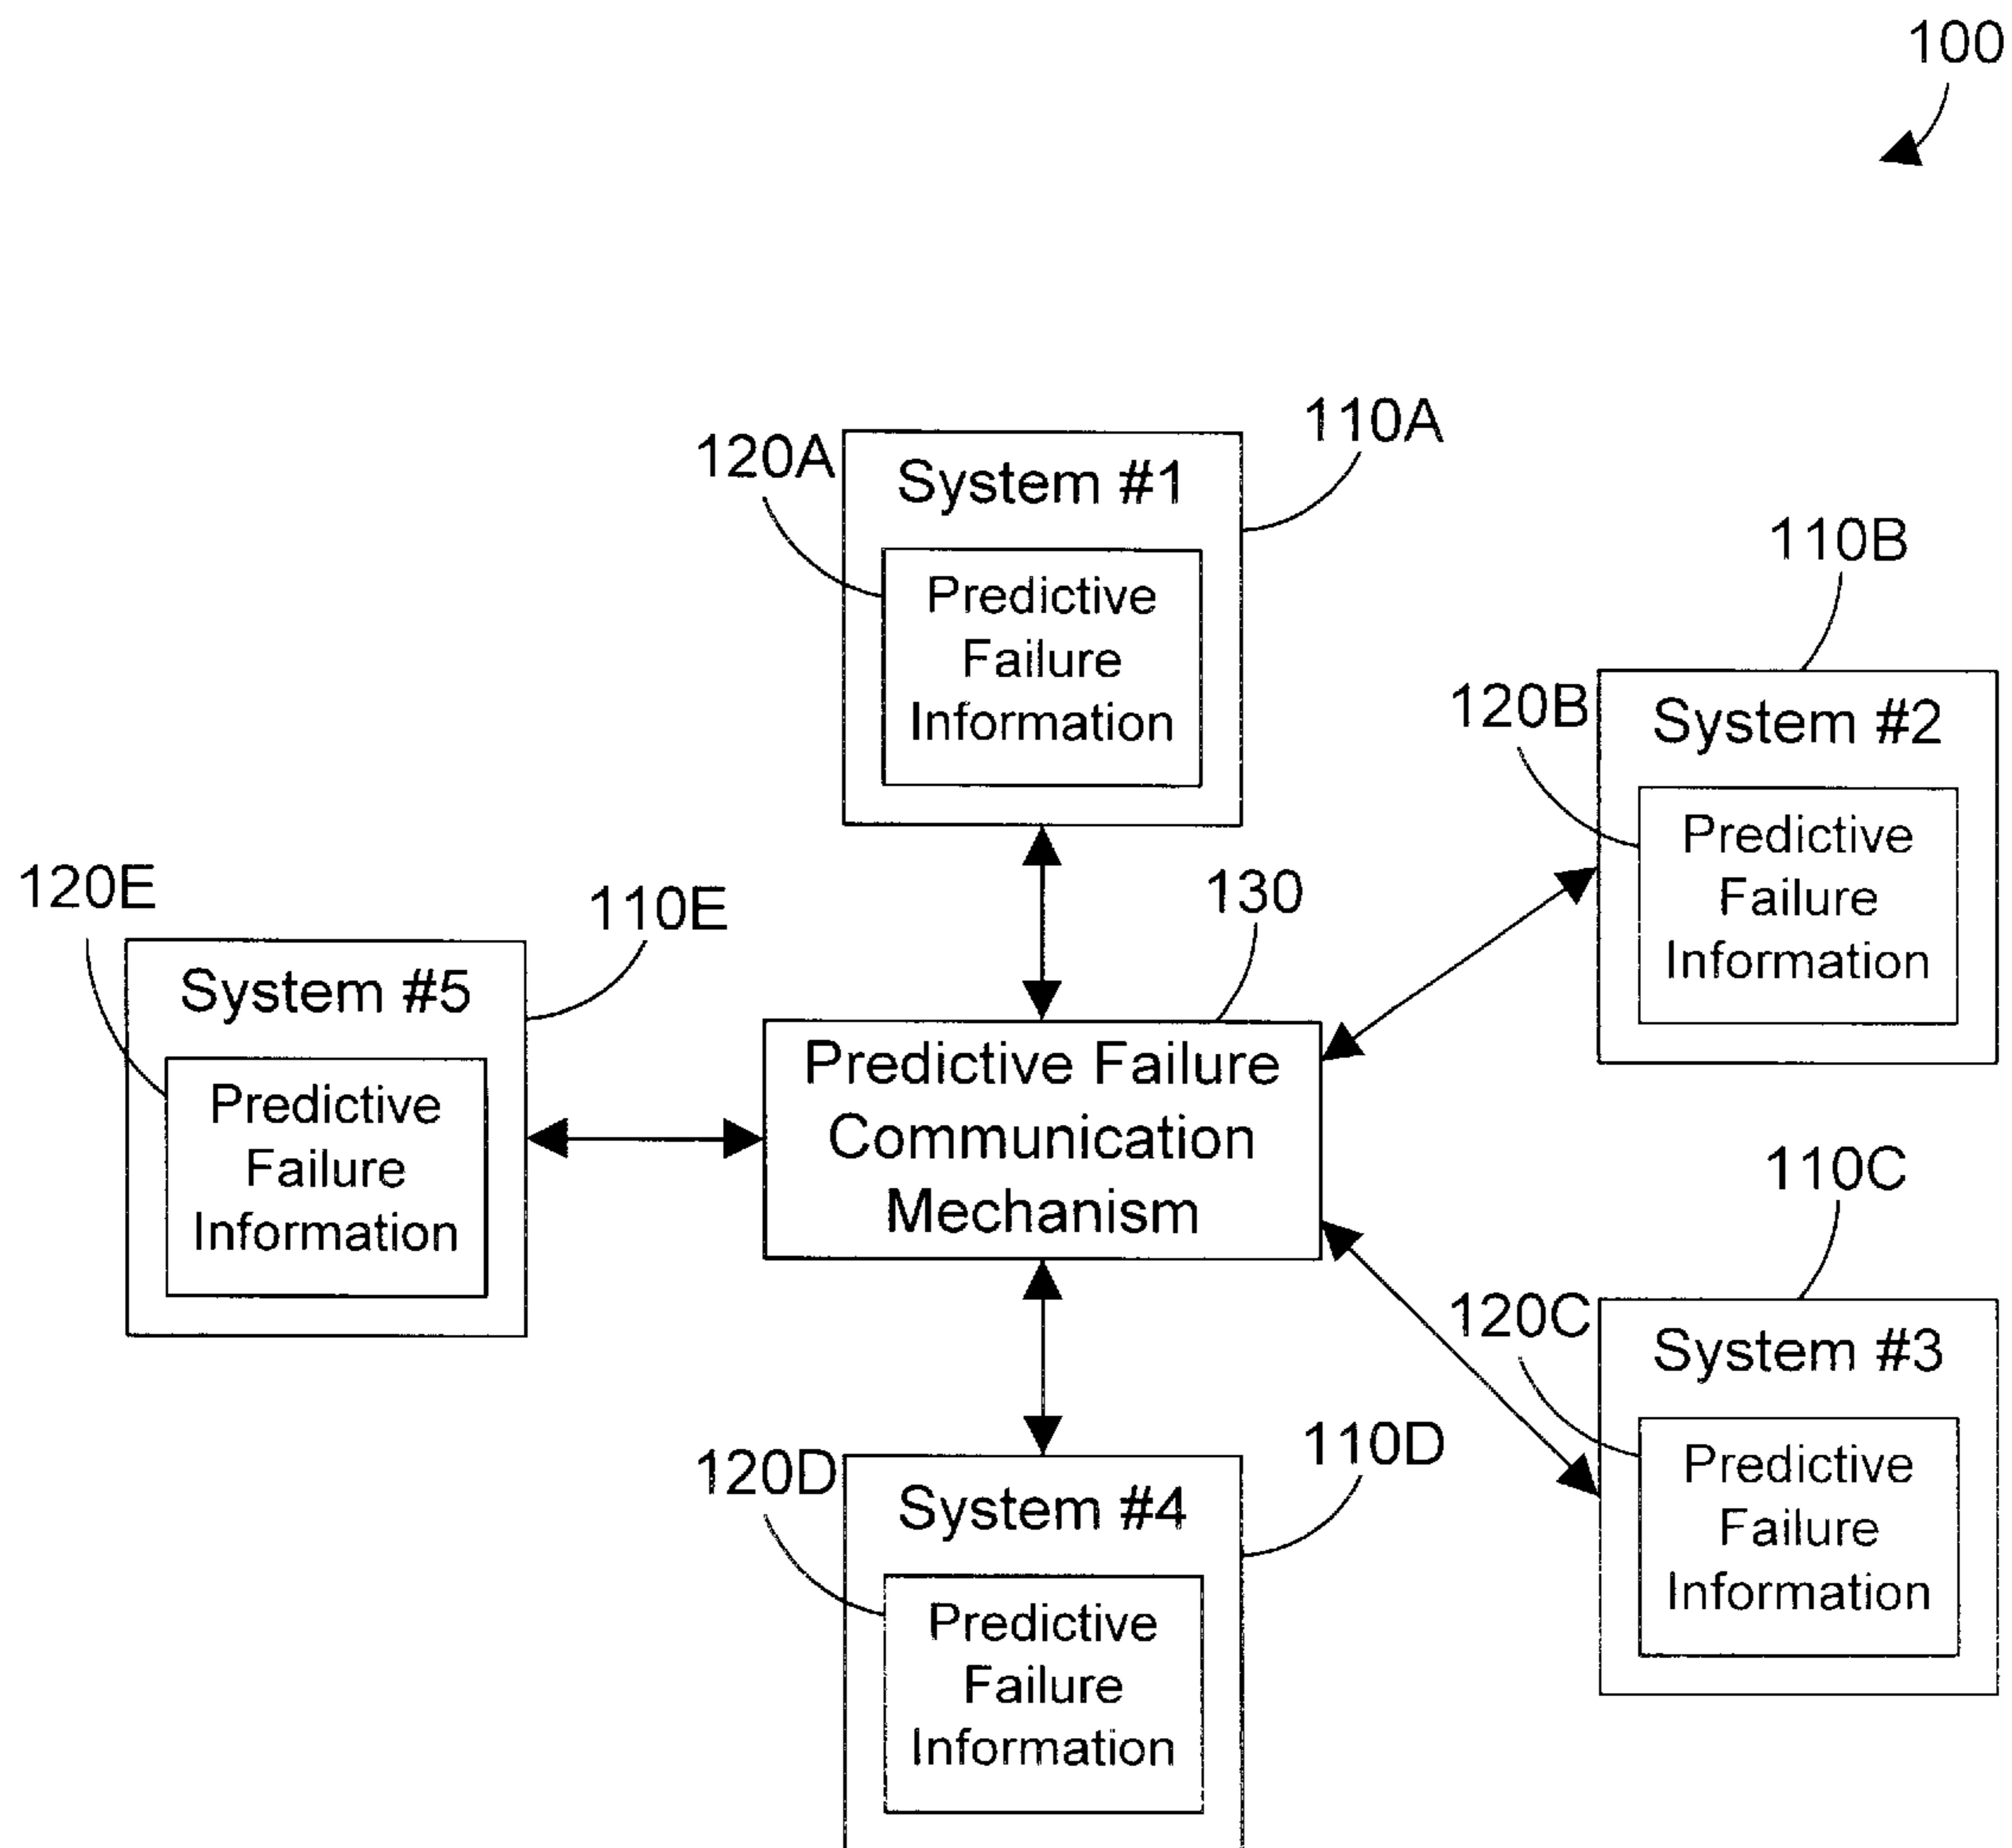 100
110A
120A
System #1
Predictive
Failure
Information
110B
120B
System #2
Predictive
Failure
Information
120E
110E
System #5
Predictive
Failure
Information
130
Predictive Failure
Communication
Mechanism
110C
120C
System #3
Predictive
Failure
Information
110D
120D
System #4
Predictive
Failure
Information